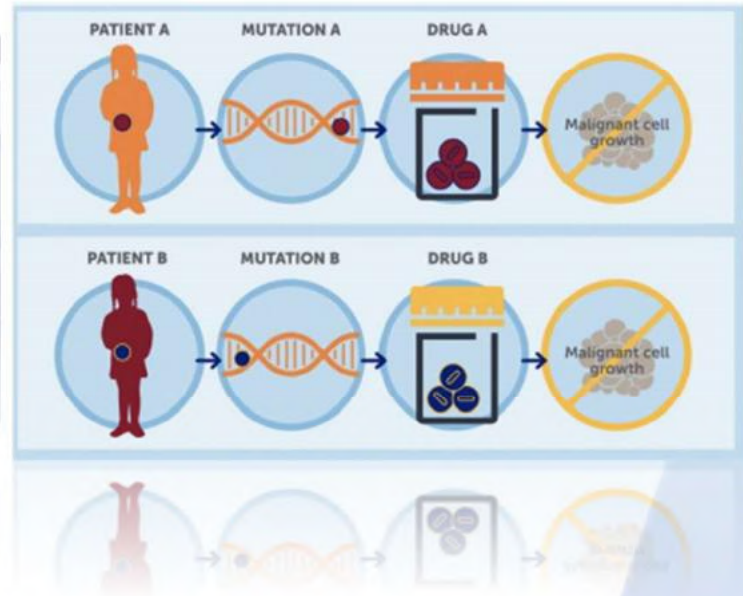 PATIENT A
MUTATION A
DRUG A
Malignant cell
growth
PATIENT B
MUTATION B
DRUG B
Malignant cell
growth